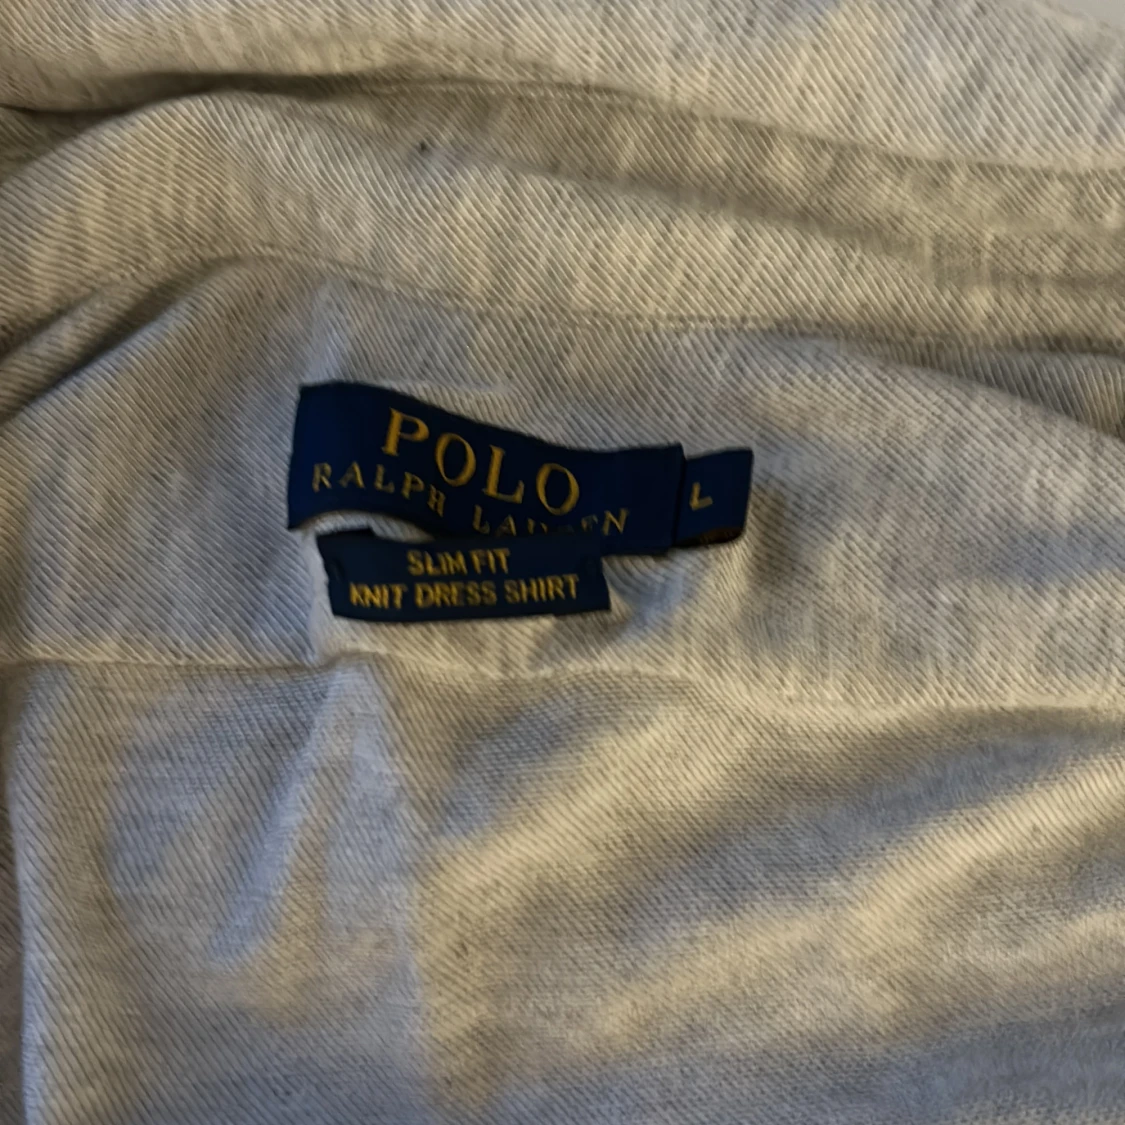 POLO
RALPH LAUREN
L
SLIM FIT
KNIT DRESS SHIRT